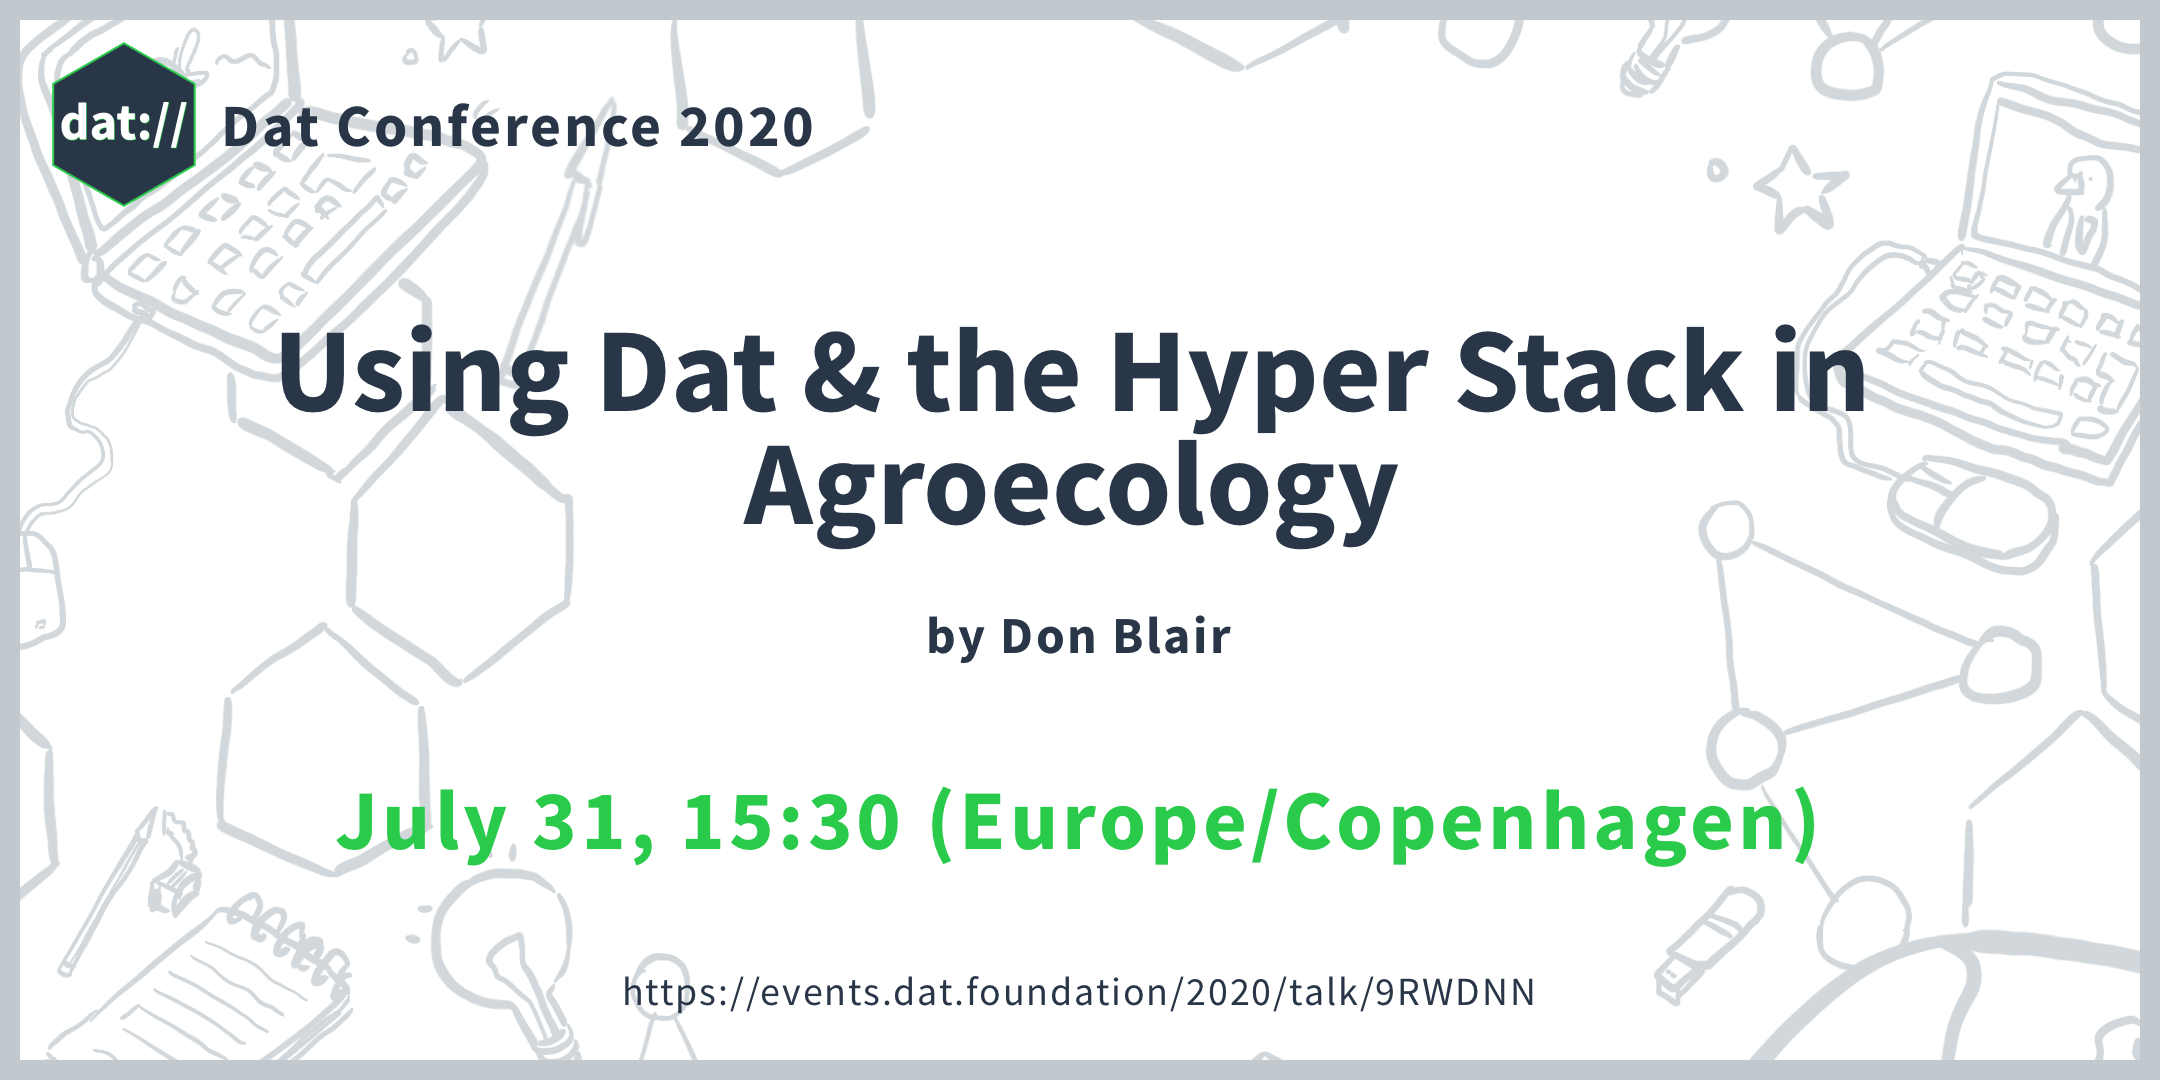 dat://
Dat Conference 2020
Using Dat & the Hyper Stack in
Agroecology
by Don Blair
July 31, 15:30 (Europe/Copenhagen)
https://events.dat.foundation/2020/talk/9RWDNN